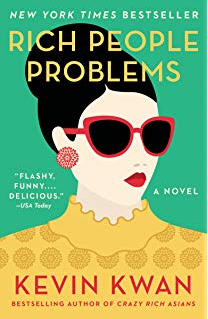 NEW YORK TIMES BESTSELLER
RICH PEOPLE
PROBLEMS
"FLASHY,
FUNNY....
DELICIOUS."
—USA Today
A NOVEL
KEVIN KWAN
BESTSELLING AUTHOR OF CRAZY RICH ASIANS